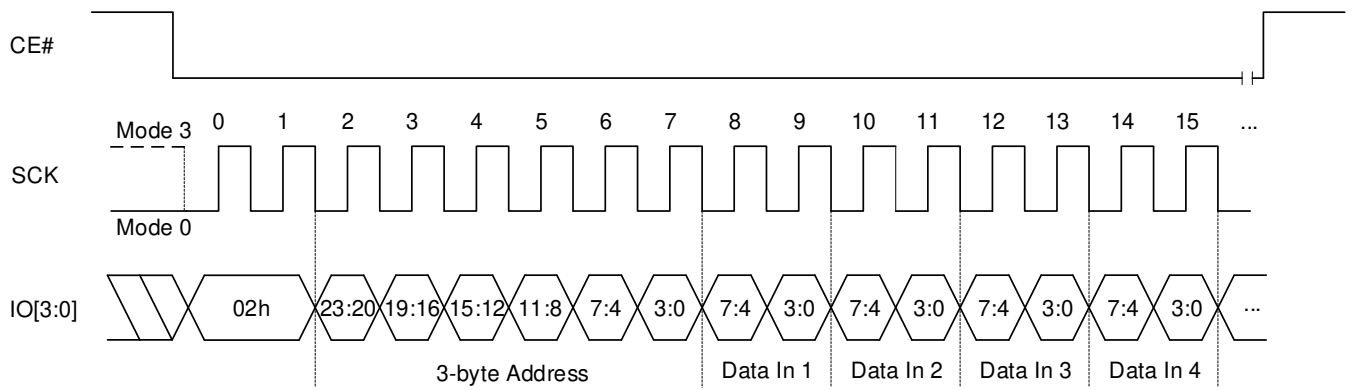 CE#
Mode 3 0 1 2 3 4 5 6 7 8 9 10 11 12 13 14 15 ...
SCK
Mode 0
IO[3:0] 02h 23:20 19:16 15:12 11:8 7:4 3:0 7:4 3:0 7:4 3:0 7:4 3:0 7:4 3:0 ...
3-byte Address Data In 1 Data In 2 Data In 3 Data In 4